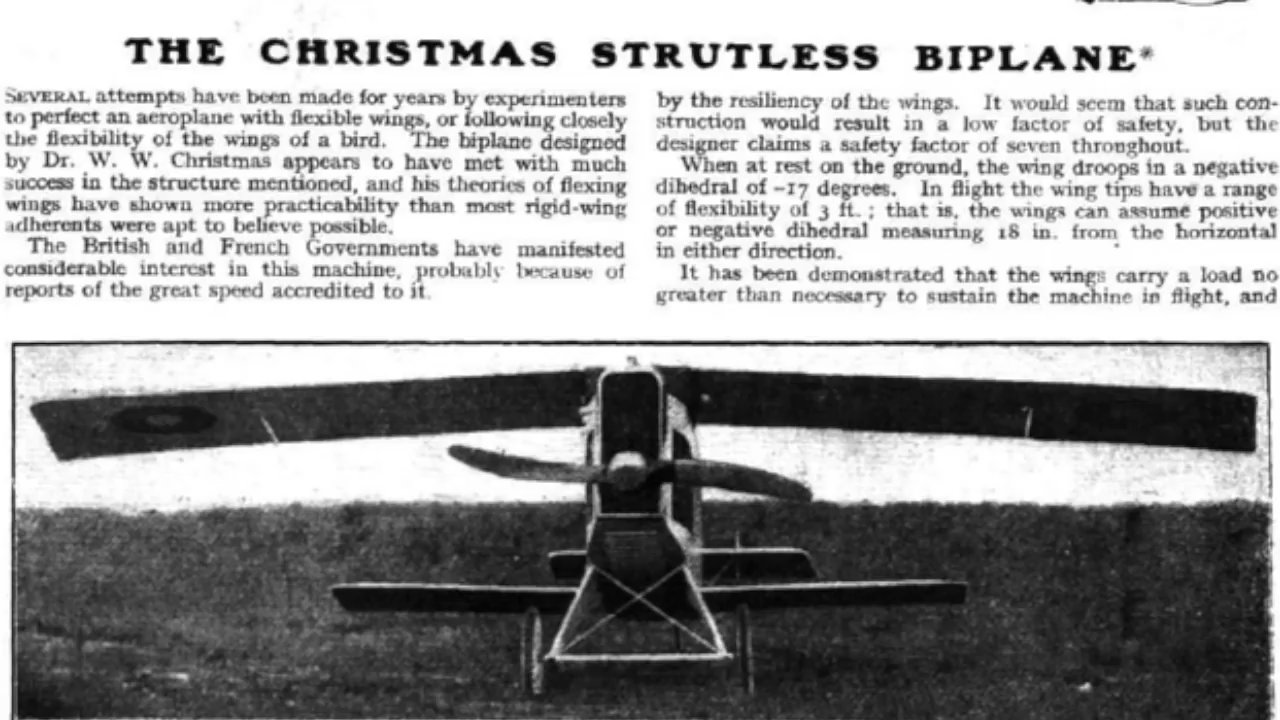 THE CHRISTMAS STRUTLESS BIPLANE*
SEVERAL attempts have been made for years by experimenters
to perfect an aeroplane with flexible wings, or following closely
the flexibility of the wings of a bird. The biplane designed
by Dr. W. W. Christmas appears to have met with much
success in the structure mentioned, and his theories of flexing
wings have shown more practicability than most rigid-wing
adherents were apt to believe possible.
The British and French Governments have manifested
considerable interest in this machine, probably because of
reports of the great speed accredited to it.
by the resiliency of the wings. It would seem that such con-
struction would result in a low factor of safety, but the
designer claims a safety factor of seven throughout.
When at rest on the ground, the wing droops in a negative
dihedral of -17 degrees. In flight the wing tips have a range
of flexibility of 3 ft.; that is, the wings can assume positive
or negative dihedral measuring 18 in. from the horizontal
in either direction.
It has been demonstrated that the wings carry a load no
greater than necessary to sustain the machine in flight, and